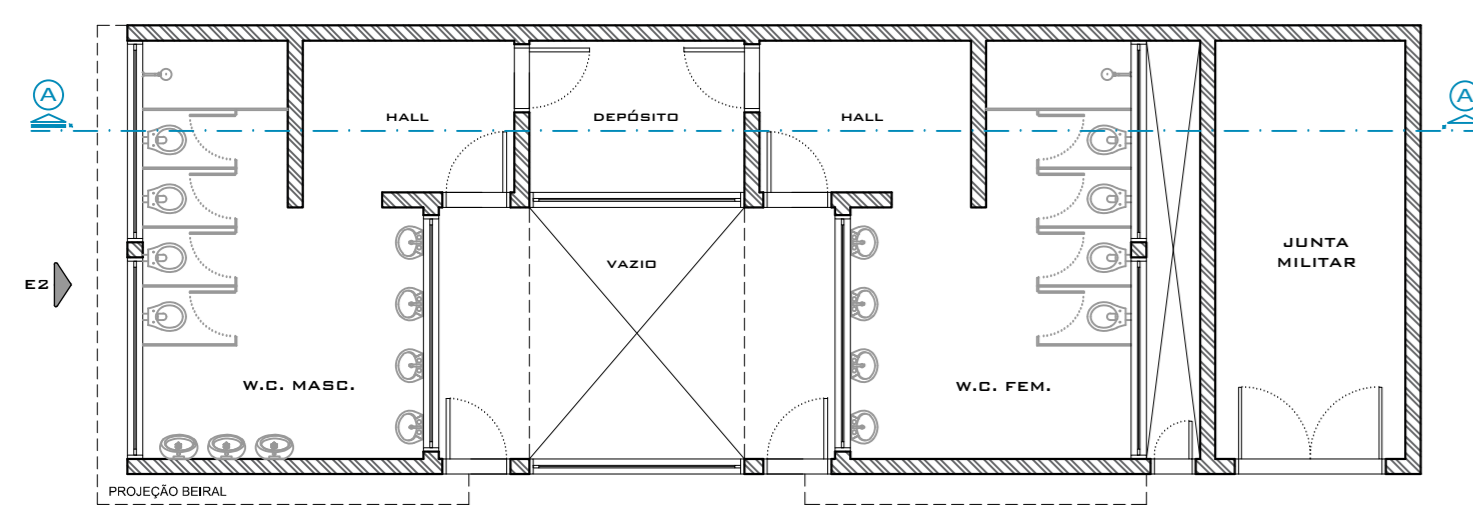 A
A
HALL
DEPÓSITO
HALL
VAZIO
JUNTA
MILITAR
E2
W.C. MASC.
W.C. FEM.
PROJEÇÃO BEIRAL